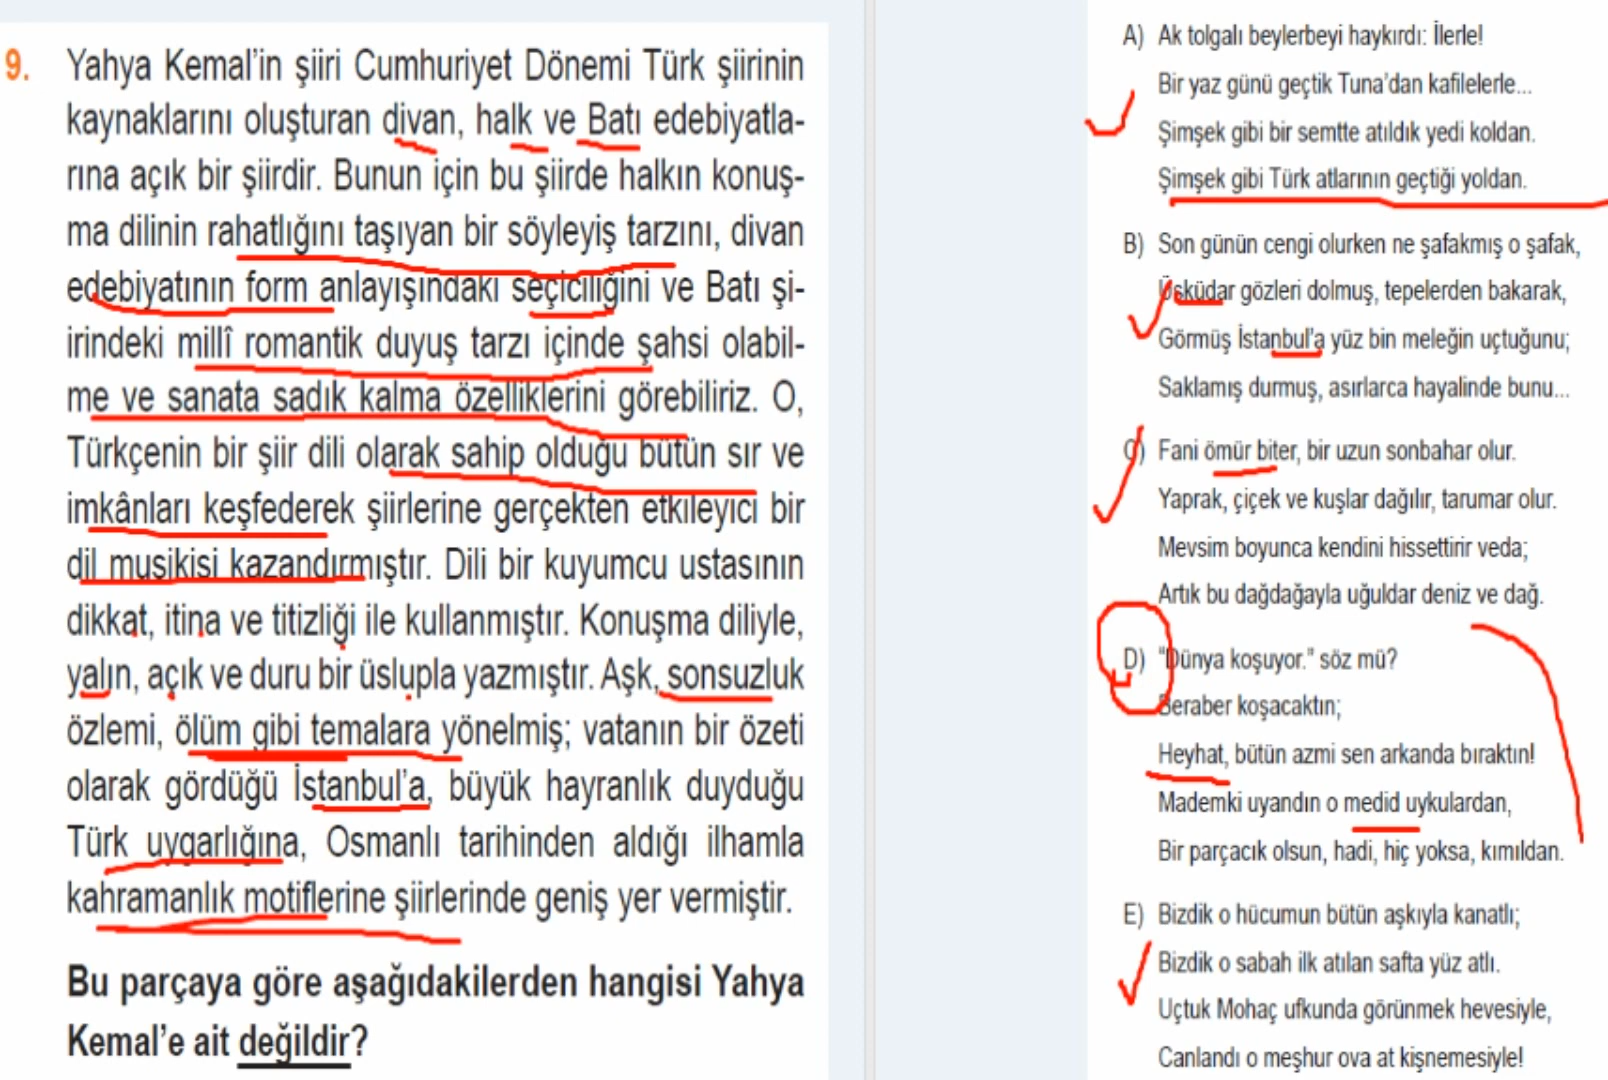 9. Yahya Kemal'in şiiri Cumhuriyet Dönemi Türk şiirinin
kaynaklarını oluşturan divan, halk ve Batı edebiyatla-
rına açık bir şiirdir. Bunun için bu şiirde halkın konuş-
ma dilinin rahatlığını taşıyan bir söyleyiş tarzını, divan
edebiyatının form anlayışındaki seçiciliğini ve Batı şi-
irindeki millî romantik duyuş tarzı içinde şahsi olabil-
me ve sanata sadık kalma özelliklerini görebiliriz. O,
Türkçenin bir şiir dili olarak sahip olduğu bütün sır ve
imkânları keşfederek şiirlerine gerçekten etkileyici bir
dil musikisi kazandırmıştır. Dili bir kuyumcu ustasının
dikkat, itina ve titizliği ile kullanmıştır. Konuşma diliyle,
yalın, açık ve duru bir üslupla yazmıştır. Aşk, sonsuzluk
özlemi, ölüm gibi temalara yönelmiş; vatanın bir özeti
olarak gördüğü İstanbul'a, büyük hayranlık duyduğu
Türk uygarlığına, Osmanlı tarihinden aldığı ilhamla
kahramanlık motiflerine şiirlerinde geniş yer vermiştir.
Bu parçaya göre aşağıdakilerden hangisi Yahya
Kemal'e ait değildir?
A) Ak tolgalı beylerbeyi haykırdı: İlerle!
Bir yaz günü geçtik Tuna'dan kafilelerle...
Şimşek gibi bir semtte atıldık yedi koldan.
Şimşek gibi Türk atlarının geçtiği yoldan.
B) Son günün cengi olurken ne şafakmış o şafak,
Üsküdar gözleri dolmuş, tepelerden bakarak,
Görmüş İstanbul'a yüz bin meleğin uçtuğunu;
Saklamış durmuş, asırlarca hayalinde bunu...
C) Fani ömür biter, bir uzun sonbahar olur.
Yaprak, çiçek ve kuşlar dağılır, tarumar olur.
Mevsim boyunca kendini hissettirir veda;
Artık bu dağdağayla uğuldar deniz ve dağ.
D) "Dünya koşuyor." söz mü?
Beraber koşacaktın;
Heyhat, bütün azmi sen arkanda bıraktın!
Mademki uyandın o medid uykulardan,
Bir parçacık olsun, hadi, hiç yoksa, kımıldan.
E) Bizdik o hücumun bütün aşkıyla kanatlı;
Bizdik o sabah ilk atılan safta yüz atlı.
Uçtuk Mohaç ufkunda görünmek hevesiyle,
Canlandı o meşhur ova at kişnemesiyle!